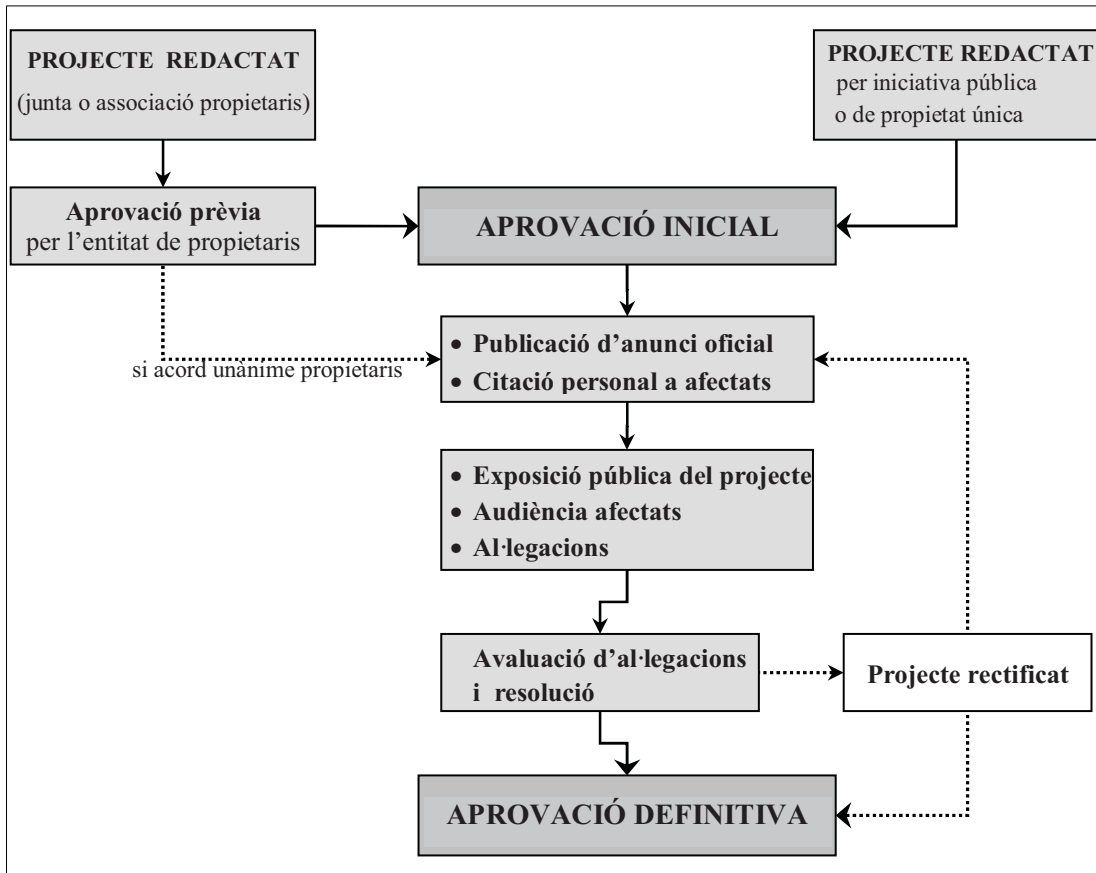 PROJECTE REDACTAT
(junta o associació propietaris)
PROJECTE REDACTAT
per iniciativa pública
o de propietat única
Aprovació prèvia
per l’entitat de propietaris
APROVACIÓ INICIAL
si acord unànime propietaris
• Publicació d’anunci oficial
• Citació personal a afectats
• Exposició pública del projecte
• Audiència afectats
• Al·legacions
Avaluació d’al·legacions
i resolució
Projecte rectificat
APROVACIÓ DEFINITIVA